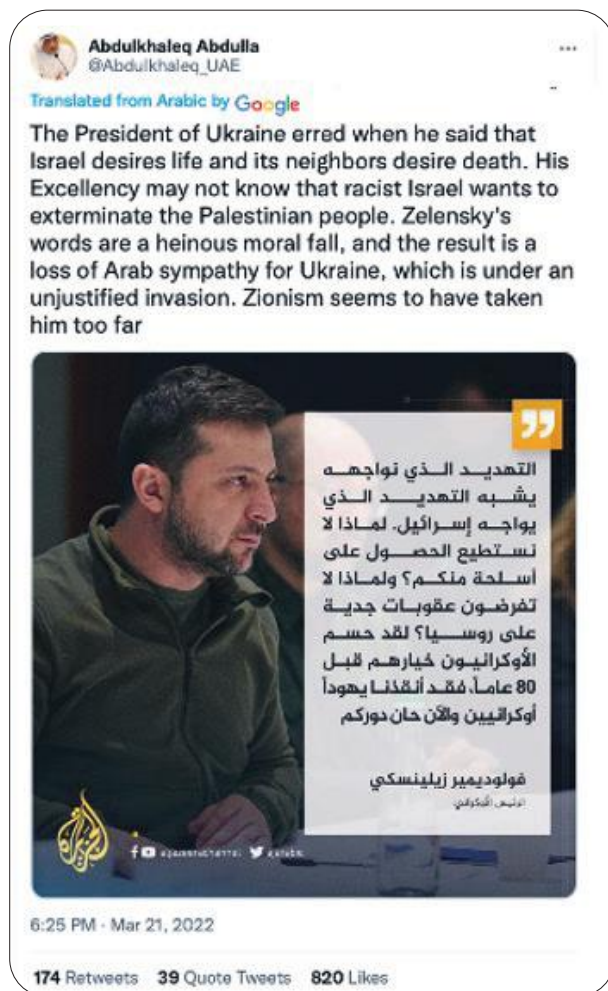 Abdulkhaleq Abdulla
@Abdulkhaleq_UAE
Translated from Arabic by Google
The President of Ukraine erred when he said that
Israel desires life and its neighbors desire death. His
Excellency may not know that racist Israel wants to
exterminate the Palestinian people. Zelensky's
words are a heinous moral fall, and the result is a
loss of Arab sympathy for Ukraine, which is under an
unjustified invasion. Zionism seems to have taken
him too far
التهديد الذي نواجهه
يشبه التهديد الذي
يواجه إسرائيل. لماذا لا
نستطيع الحصول على
أسلحة منكم؟ ولماذا لا
تفرضون عقوبات جدية
على روسيا؟ لقد حسم
الأوكرانيون خيارهم قبل
80 عاماً، فقد أنقذنا يهوداً
أوكرانيين والآن حان دوركم
فولوديمير زيلينسكي
الرئيس الأوكراني
الجزيرة
6:25 PM · Mar 21, 2022
174 Retweets 39 Quote Tweets 820 Likes